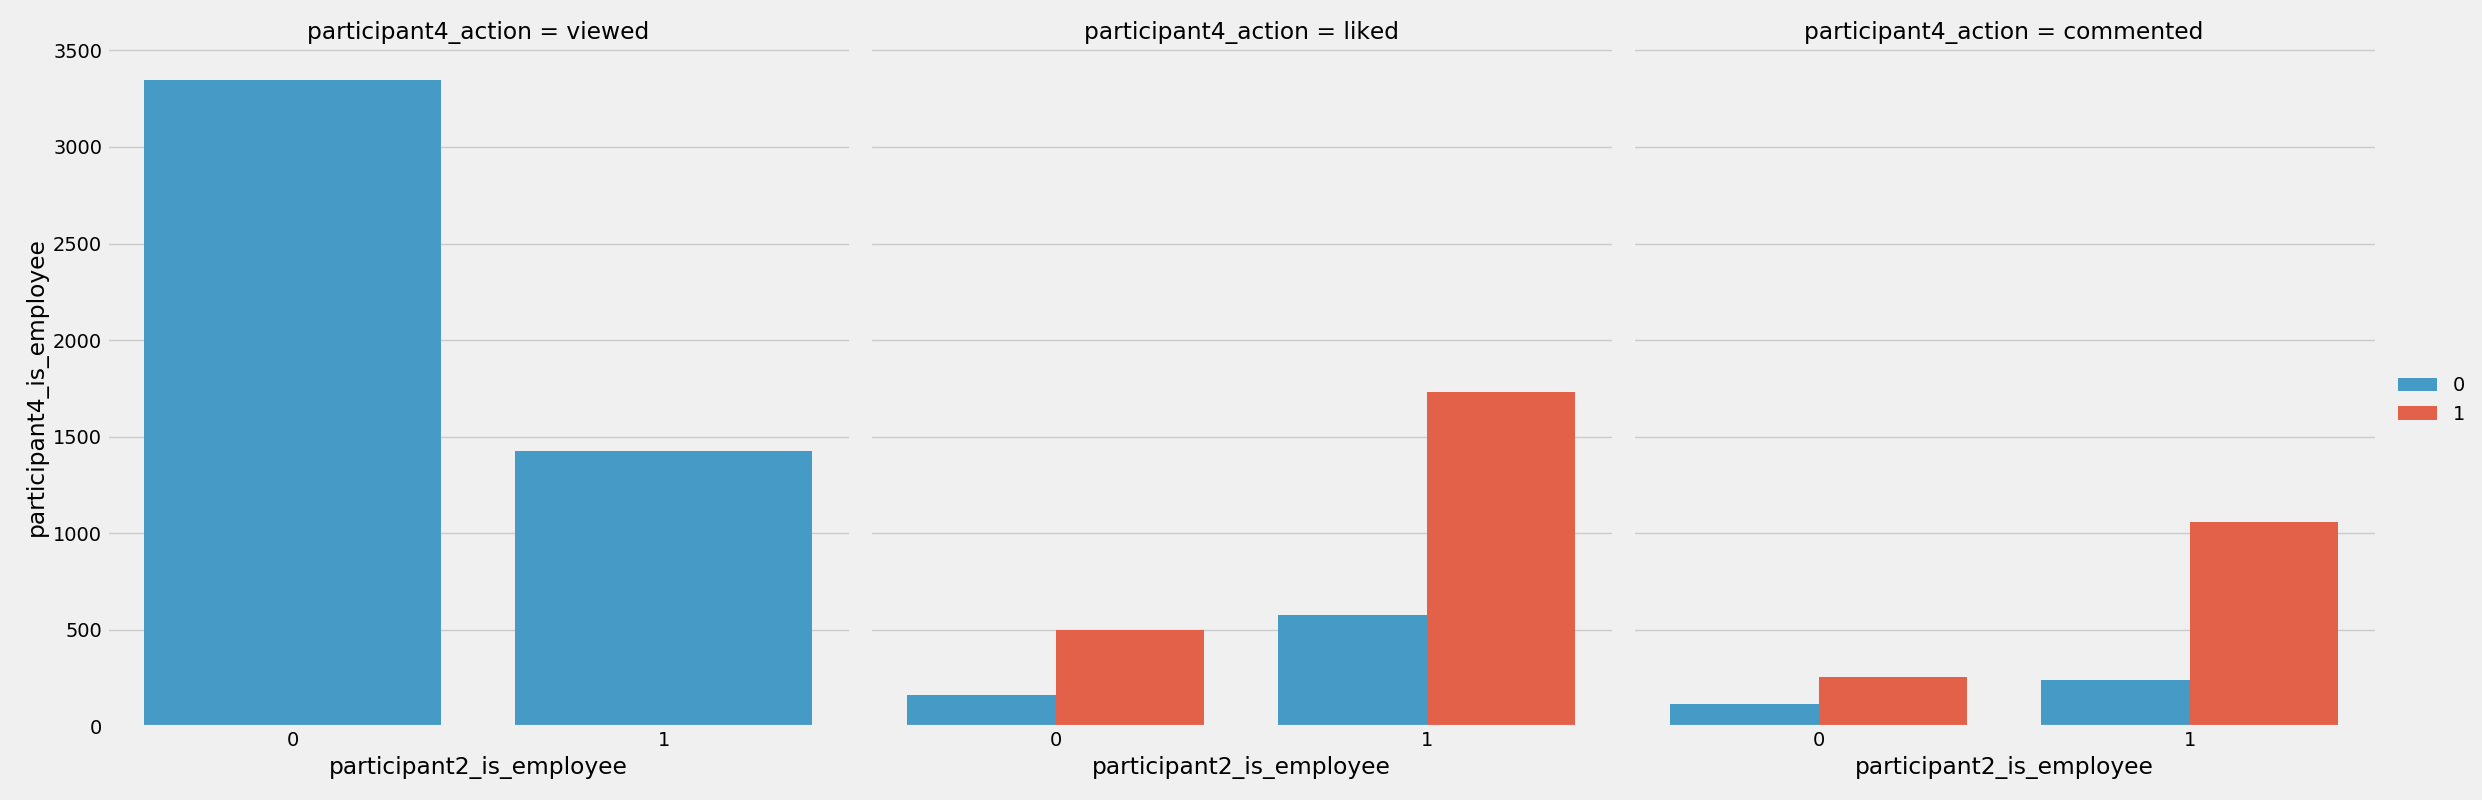 participant4_action = viewed
participant4_action = liked
participant4_action = commented
participant4_is_employee
3500
3000
2500
2000
1500
1000
500
0
0 1
participant2_is_employee
0 1
participant2_is_employee
0 1
participant2_is_employee
0
1